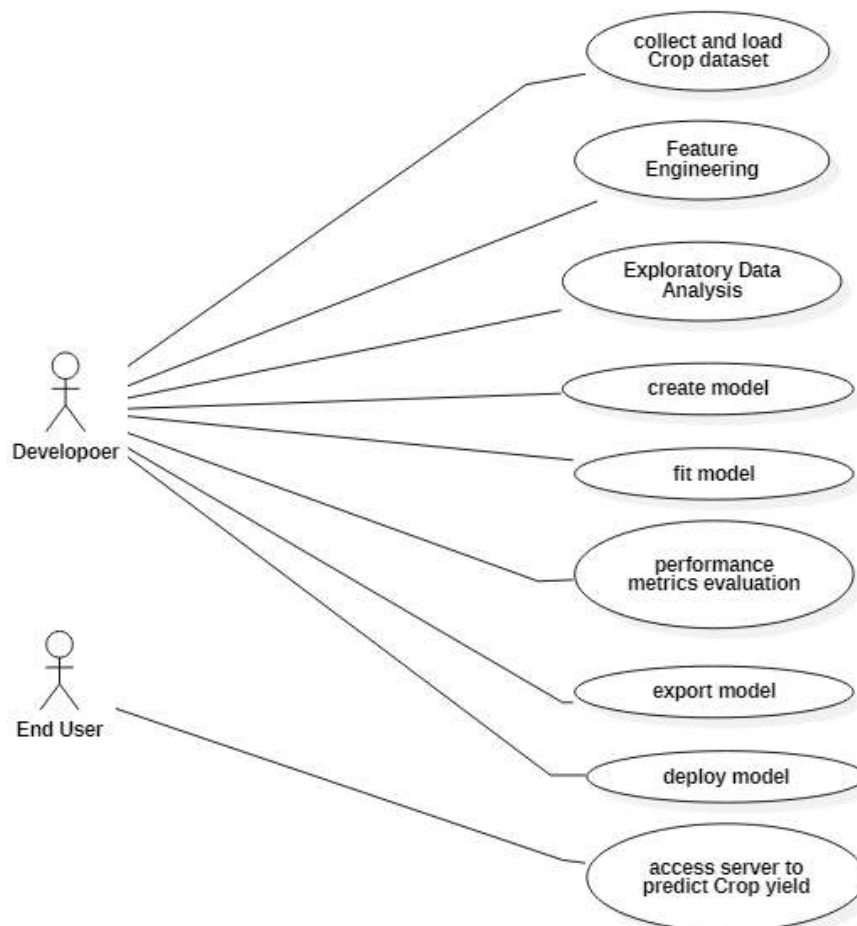 collect and load
Crop dataset
Feature
Engineering
Exploratory Data
Analysis
create model
Developoer
fit model
performance
metrics evaluation
export model
End User
deploy model
access server to
predict Crop yield